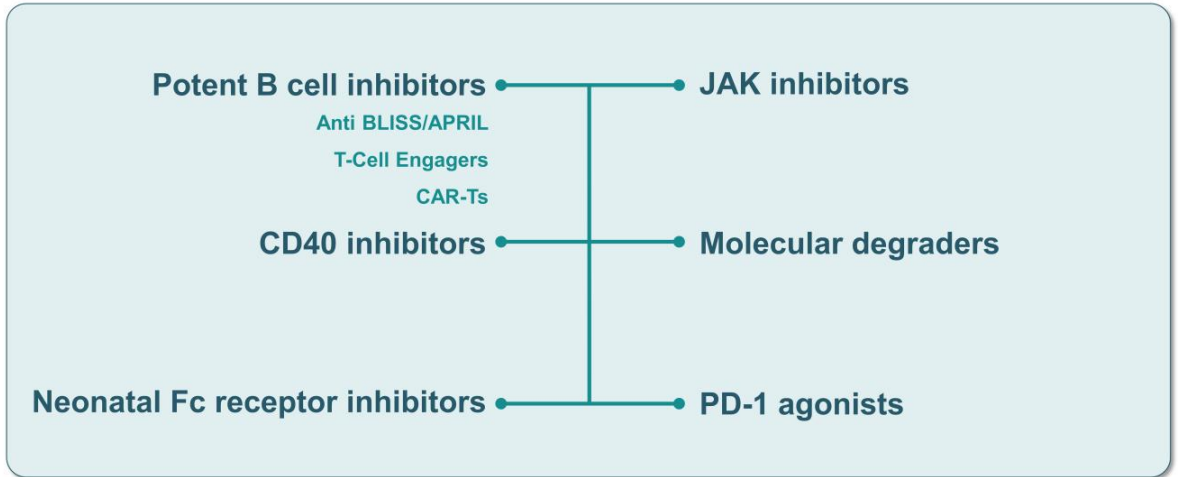 Potent B cell inhibitors
Anti BLISS/APRIL
T-Cell Engagers
CAR-Ts
CD40 inhibitors
Neonatal Fc receptor inhibitors
JAK inhibitors
Molecular degraders
PD-1 agonists